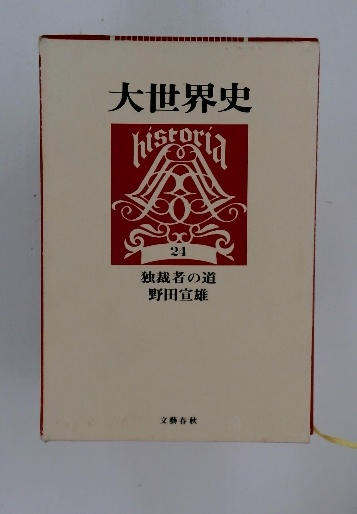 大世界史
historia
24
独裁者の道
野田宣雄
文藝春秋